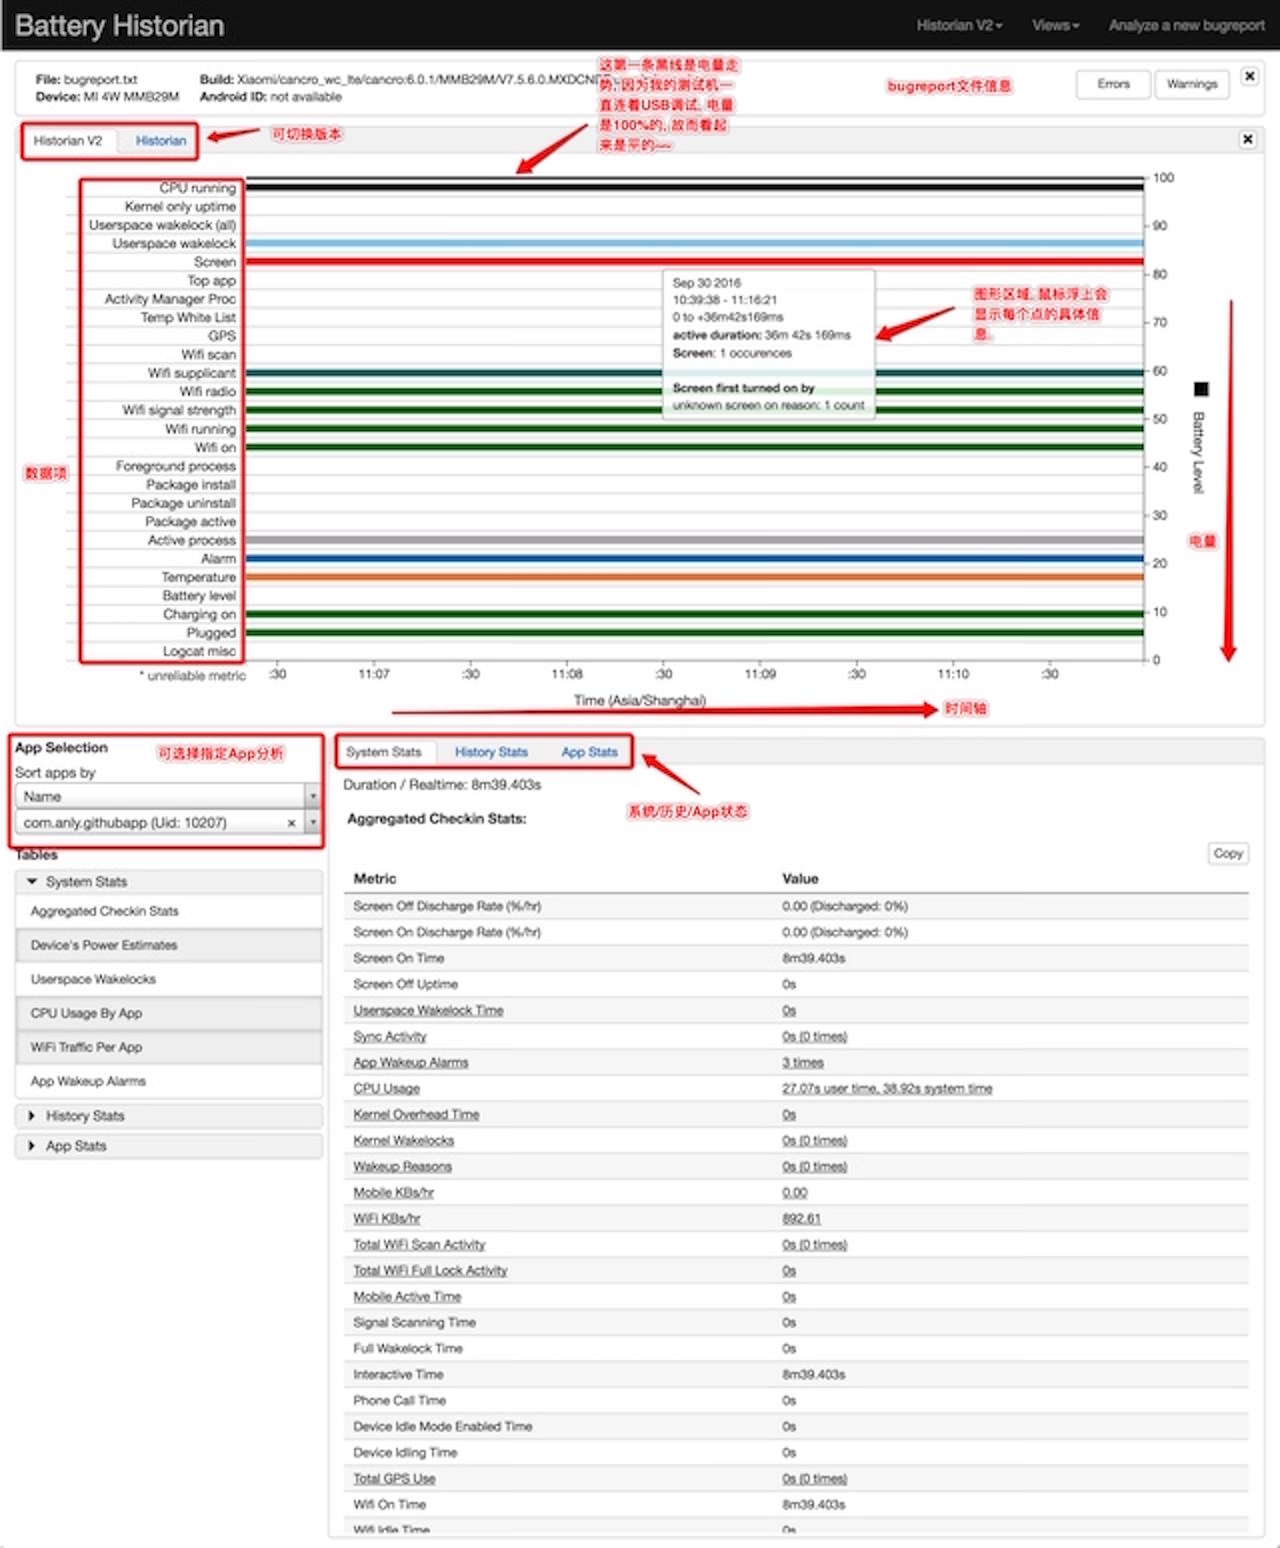 Battery Historian
Historian V2
Views
Analyze a new bugreport
File: bugreport.txt
Device: MI 4W MMB29M
Build: Xiaomi/cancro_wc_lte/cancro:6.0.1/MMB29M/V7.5.6.0.MXDCN
Android ID: not available
这第一条黑线是电量走
势, 因为我的测试机一
直连着USB调试, 电量
是100%的, 故而看起
来是平的~~
bugreport文件信息
Errors
Warnings
Historian V2
Historian
可切换版本
CPU running
Kernel only uptime
Userspace wakelock (all)
Userspace wakelock
Screen
Top app
Activity Manager Proc
Temp White List
GPS
Wifi scan
Wifi supplicant
Wifi radio
Wifi signal strength
Wifi running
Wifi on
Foreground process
Package install
Package uninstall
Package active
Active process
Alarm
Temperature
Battery level
Charging on
Plugged
Logcat misc
数据项
* unreliable metric
Sep 30 2016
10:39:38 - 11:16:21
0 to +36m42s169ms
active duration: 36m 42s 169ms
Screen: 1 occurences
Screen first turned on by
unknown screen on reason: 1 count
图形区域, 鼠标浮上会
显示每个点的具体信
息。
100
90
80
70
60
50
40
30
20
10
0
Battery Level
电量
:30
11:07
:30
11:08
:30
11:09
:30
11:10
:30
Time (Asia/Shanghai)
时间轴
App Selection
可选择指定App分析
Sort apps by
Name
com.anly.githubapp (Uid: 10207)
Tables
System Stats
Aggregated Checkin Stats
Device's Power Estimates
Userspace Wakelocks
CPU Usage By App
WiFi Traffic Per App
App Wakeup Alarms
History Stats
App Stats
System Stats
History Stats
App Stats
系统/历史/App状态
Duration / Realtime: 8m39.403s
Aggregated Checkin Stats:
Copy
Metric Value
Screen Off Discharge Rate (%/hr) 0.00 (Discharged: 0%)
Screen On Discharge Rate (%/hr) 0.00 (Discharged: 0%)
Screen On Time 8m39.403s
Screen Off Uptime 0s
Userspace Wakelock Time 0s
Sync Activity 0s (0 times)
App Wakeup Alarms 3 times
CPU Usage 27.07s user time, 38.92s system time
Kernel Overhead Time 0s
Kernel Wakelocks 0s (0 times)
Wakeup Reasons 0s (0 times)
Mobile KBs/hr 0.00
WiFi KBs/hr 892.61
Total WiFi Scan Activity 0s (0 times)
Total WiFi Full Lock Activity 0s
Mobile Active Time 0s
Signal Scanning Time 0s
Full Wakelock Time 0s
Interactive Time 8m39.403s
Phone Call Time 0s
Device Idle Mode Enabled Time 0s
Device Idling Time 0s
Total GPS Use 0s (0 times)
Wifi On Time 8m39.403s
Wifi Idle Time 0s